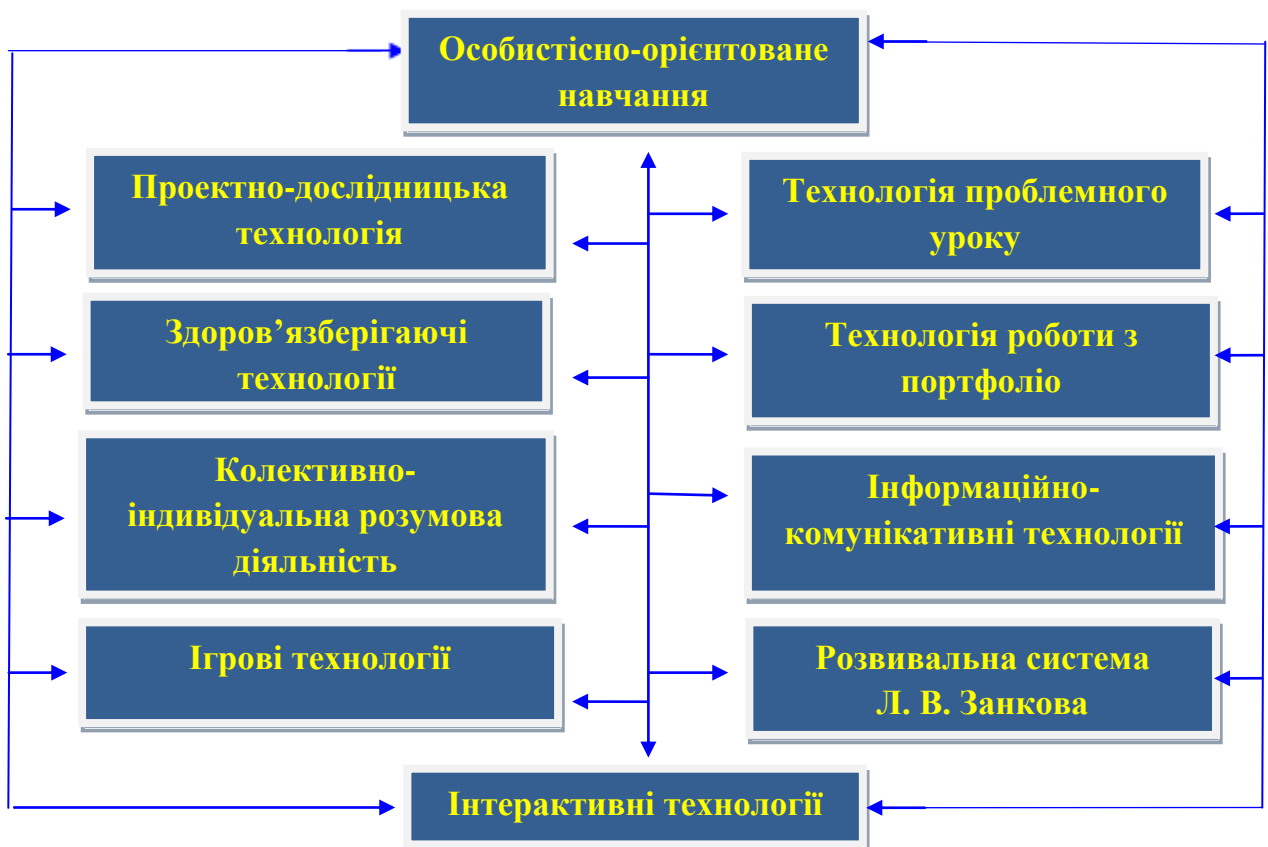 Особистісно-орієнтоване
навчання
Проектно-дослідницька
технологія
Технологія проблемного
уроку
Здоров’язберігаючі
технології
Технологія роботи з
портфоліо
Колективно-
індивідуальна розумова
діяльність
Інформаційно-
комунікативні технології
Ігрові технології
Розвивальна система
Л. В. Занкова
Інтерактивні технології